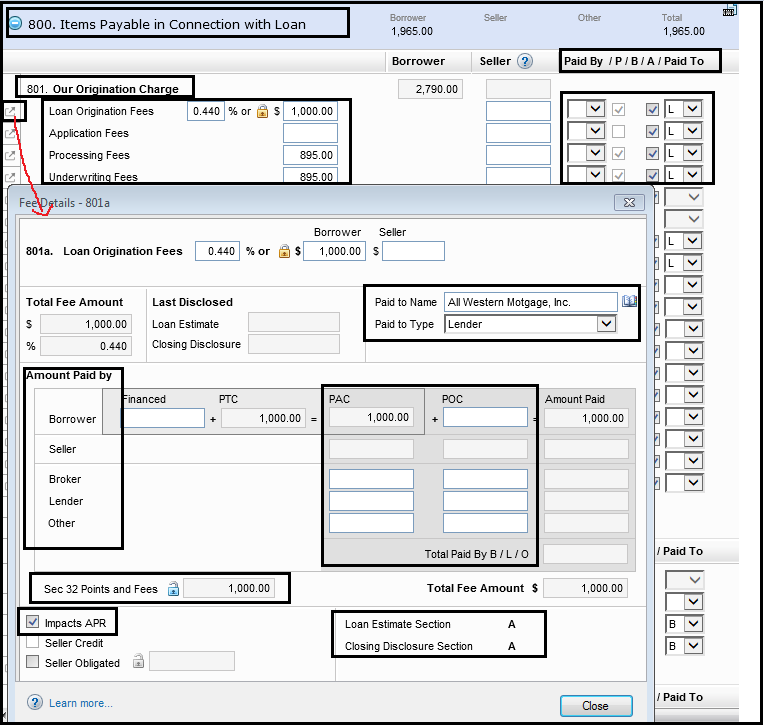 Borrower Seller Other Total
800. Items Payable in Connection with Loan
1,965.00 1,965.00
Borrower Seller ? Paid By / P / B / A / Paid To
801. Our Origination Charge 2,790.00
Loan Origination Fees 0.440 % or $ 1,000.00 L
Application Fees L
Processing Fees 895.00 L
Underwriting Fees 895.00 L
Fee Details - 801a
Borrower Seller
801a. Loan Origination Fees 0.440 % or $ 1,000.00 $
L
L
Total Fee Amount Last Disclosed Paid to Name All Western Motgage, Inc.
$ 1,000.00 Loan Estimate Paid to Type Lender
% 0.440 Closing Disclosure
Amount Paid by
Financed PTC PAC POC Amount Paid
Borrower + 1,000.00 = 1,000.00 + = 1,000.00
Seller
Broker
Lender
Other
Total Paid By B / L / O
/ Paid To
Sec 32 Points and Fees 1,000.00 Total Fee Amount $ 1,000.00
Impacts APR Loan Estimate Section A
B
Seller Credit Closing Disclosure Section A
B
Seller Obligated
/ Paid To
? Learn more... Close